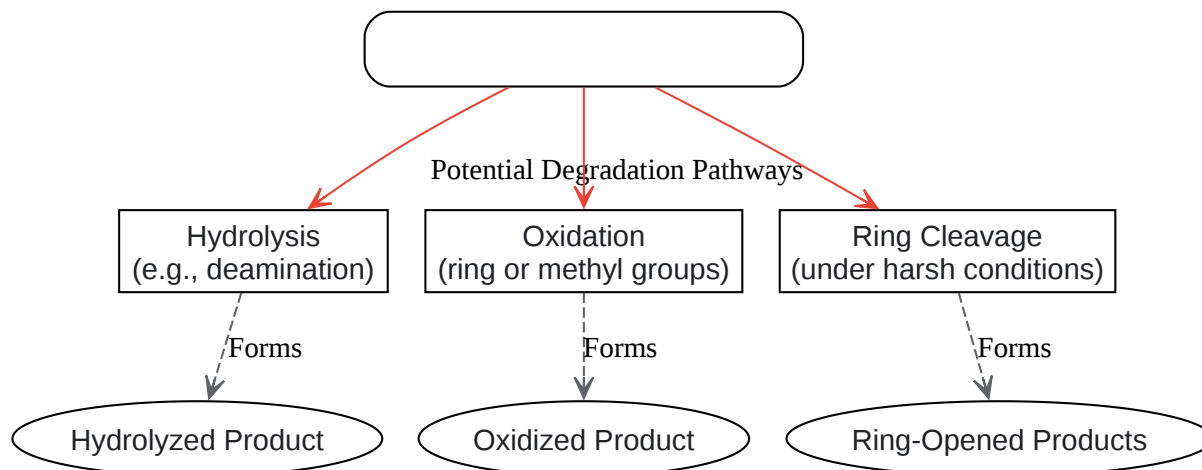 Potential Degradation Pathways
Hydrolysis
(e.g., deamination)
Oxidation
(ring or methyl groups)
Ring Cleavage
(under harsh conditions)
Forms
Forms
Forms
Hydrolyzed Product
Oxidized Product
Ring-Opened Products